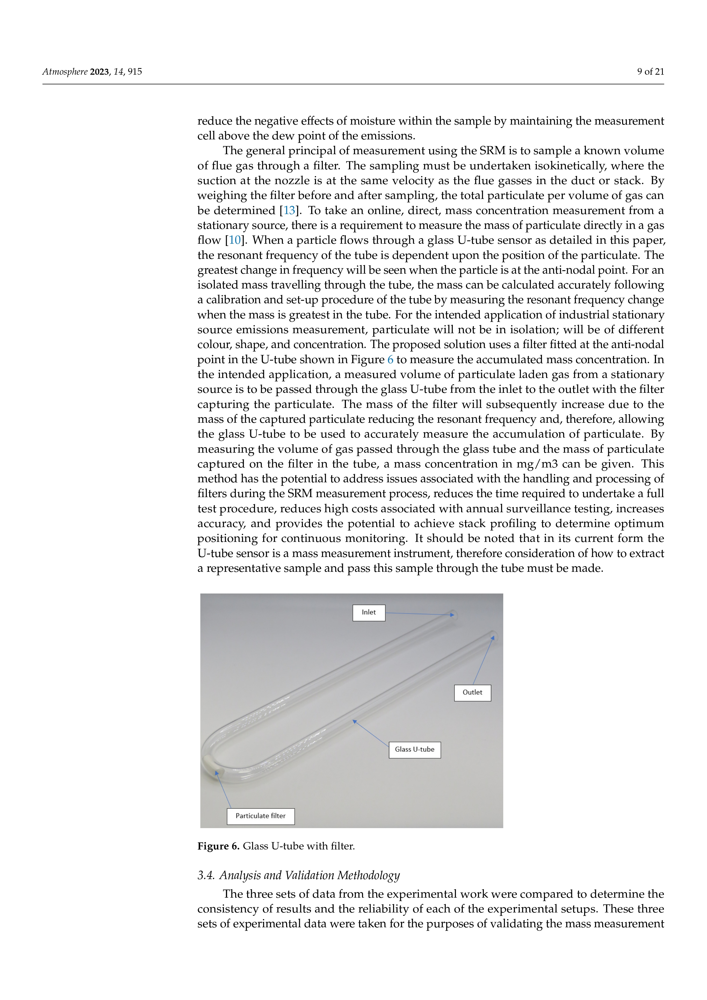 Atmosphere 2023, 14, 915
9 of 21
reduce the negative effects of moisture within the sample by maintaining the measurement
cell above the dew point of the emissions.
The general principal of measurement using the SRM is to sample a known volume
of flue gas through a filter. The sampling must be undertaken isokinetically, where the
suction at the nozzle is at the same velocity as the flue gasses in the duct or stack. By
weighing the filter before and after sampling, the total particulate per volume of gas can
be determined [13]. To take an online, direct, mass concentration measurement from a
stationary source, there is a requirement to measure the mass of particulate directly in a gas
flow [10]. When a particle flows through a glass U-tube sensor as detailed in this paper,
the resonant frequency of the tube is dependent upon the position of the particulate. The
greatest change in frequency will be seen when the particle is at the anti-nodal point. For an
isolated mass travelling through the tube, the mass can be calculated accurately following
a calibration and set-up procedure of the tube by measuring the resonant frequency change
when the mass is greatest in the tube. For the intended application of industrial stationary
source emissions measurement, particulate will not be in isolation; will be of different
colour, shape, and concentration. The proposed solution uses a filter fitted at the anti-nodal
point in the U-tube shown in Figure 6 to measure the accumulated mass concentration. In
the intended application, a measured volume of particulate laden gas from a stationary
source is to be passed through the glass U-tube from the inlet to the outlet with the filter
capturing the particulate. The mass of the filter will subsequently increase due to the
mass of the captured particulate reducing the resonant frequency and, therefore, allowing
the glass U-tube to be used to accurately measure the accumulation of particulate. By
measuring the volume of gas passed through the glass tube and the mass of particulate
captured on the filter in the tube, a mass concentration in mg/m3 can be given. This
method has the potential to address issues associated with the handling and processing of
filters during the SRM measurement process, reduces the time required to undertake a full
test procedure, reduces high costs associated with annual surveillance testing, increases
accuracy, and provides the potential to achieve stack profiling to determine optimum
positioning for continuous monitoring. It should be noted that in its current form the
U-tube sensor is a mass measurement instrument, therefore consideration of how to extract
a representative sample and pass this sample through the tube must be made.
Inlet
Outlet
Glass U-tube
Particulate filter
Figure 6. Glass U-tube with filter.
3.4. Analysis and Validation Methodology
The three sets of data from the experimental work were compared to determine the
consistency of results and the reliability of each of the experimental setups. These three
sets of experimental data were taken for the purposes of validating the mass measurement